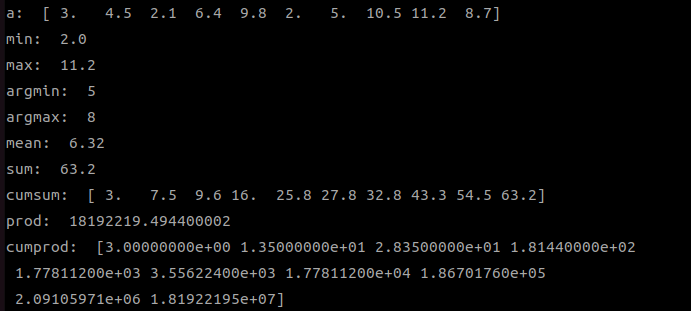 a:  [ 3.   4.5  2.1  6.4  9.8  2.   5.  10.5 11.2  8.7]
min:  2.0
max:  11.2
argmin:  5
argmax:  8
mean:  6.32
sum:  63.2
cumsum:  [ 3.   7.5  9.6 16.  25.8 27.8 32.8 43.3 54.5 63.2]
prod:  18192219.494400002
cumprod:  [3.00000000e+00 1.35000000e+01 2.83500000e+01 1.81440000e+02
 1.77811200e+03 3.55622400e+03 1.77811200e+04 1.86701760e+05
 2.09105971e+06 1.81922195e+07]